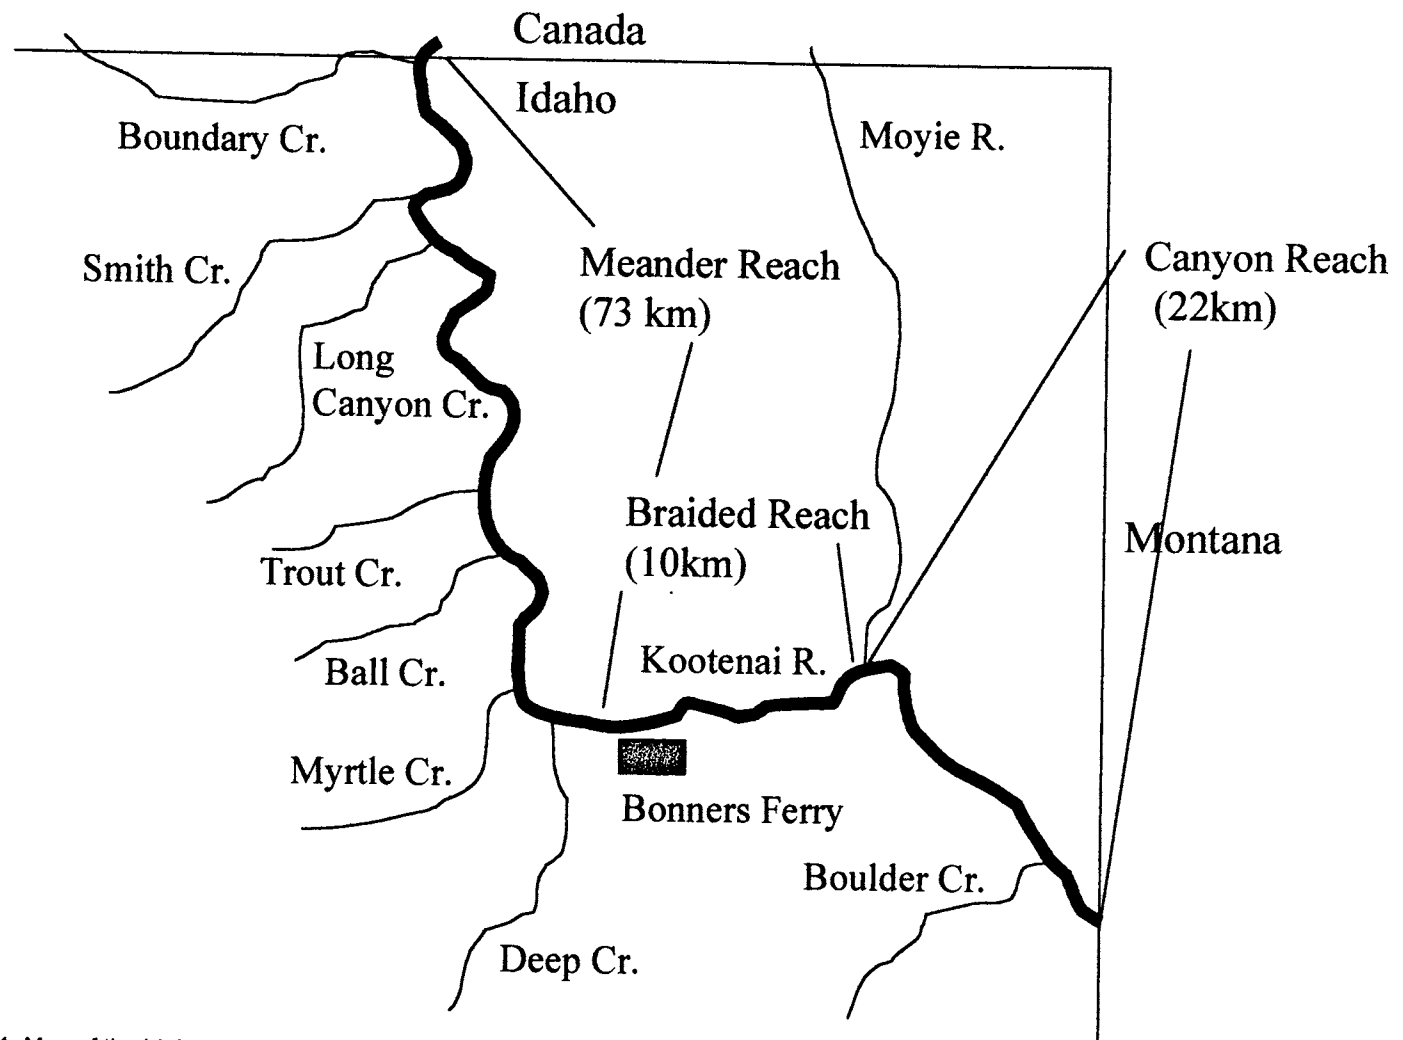 Canada
Idaho
Boundary Cr.
Moyie R.
Smith Cr.
Meander Reach
(73 km)
Canyon Reach
(22km)
Long
Canyon Cr.
Braided Reach
(10km)
Montana
Trout Cr.
Ball Cr.
Kootenai R.
Myrtle Cr.
Bonners Ferry
Boulder Cr.
Deep Cr.